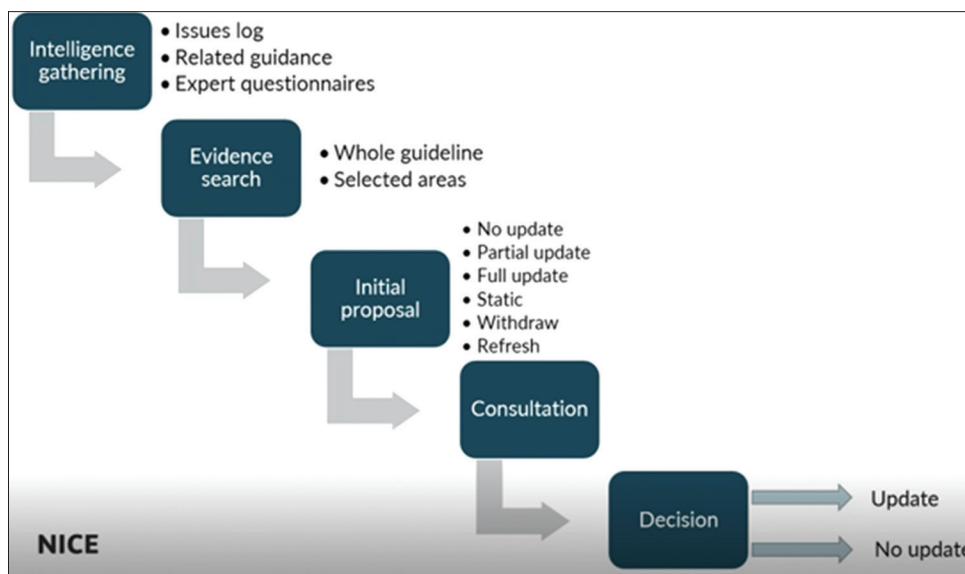 Intelligence
gathering
• Issues log
• Related guidance
• Expert questionnaires
Evidence
search
• Whole guideline
• Selected areas
Initial
proposal
• No update
• Partial update
• Full update
• Static
• Withdraw
• Refresh
Consultation
Decision
Update
No update
NICE